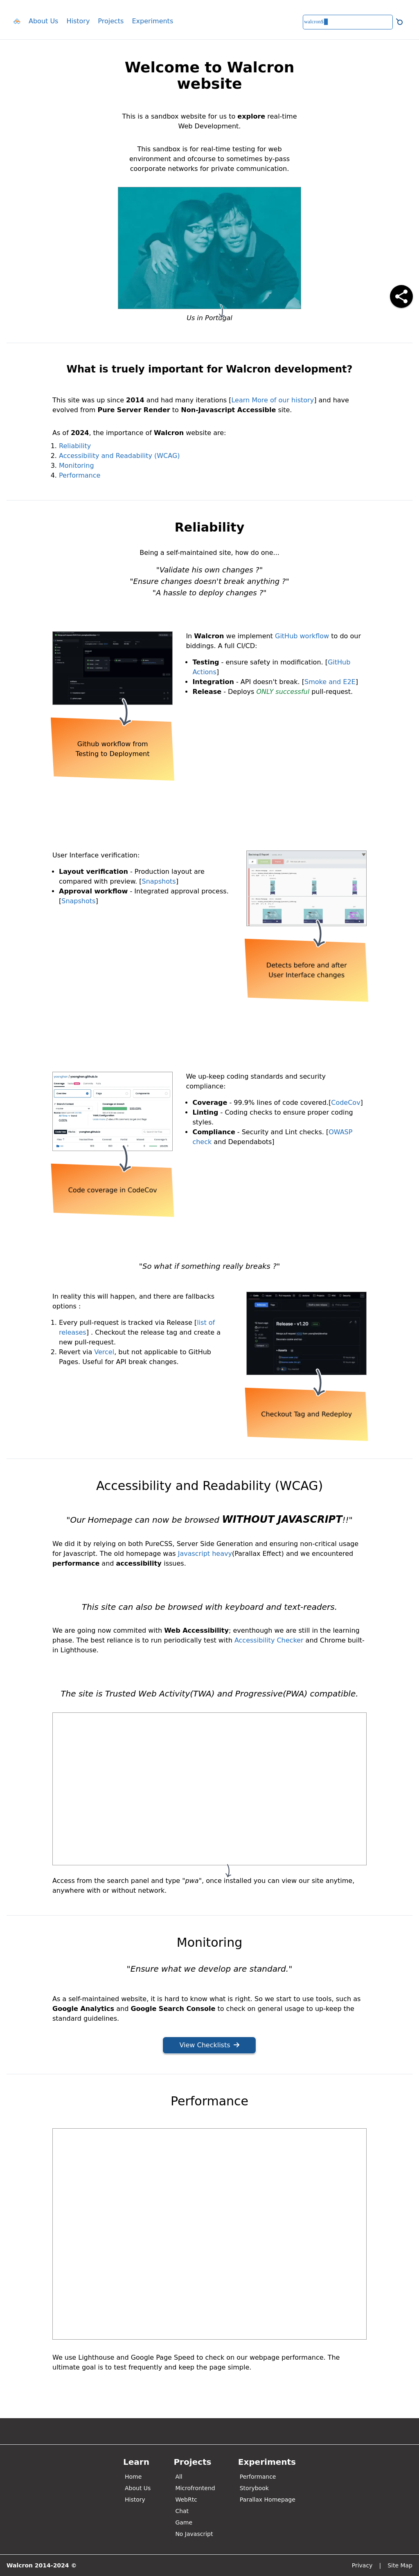 About Us History Projects Experiments
Welcome to Walcron
website
This is a sandbox website for us to explore real-time
Web Development.
This sandbox is for real-time testing for web
environment and ofcourse to sometimes by-pass
coorporate networks for private communication.
Us in Portugal
What is truely important for Walcron development?
This site was up since 2014 and had many iterations [Learn More of our history] and have
evolved from Pure Server Render to Non-Javascript Accessible site.
As of 2024, the importance of Walcron website are:
1. Reliability
2. Accessibility and Readability (WCAG)
3. Monitoring
4. Performance
Reliability
Being a self-maintained site, how do one...
"Validate his own changes ?"
"Ensure changes doesn't break anything ?"
"A hassle to deploy changes ?"
In Walcron we implement GitHub workflow to do our
biddings. A full CI/CD:
• Testing - ensure safety in modification. [GitHub
Actions]
• Integration - API doesn't break. [Smoke and E2E]
• Release - Deploys ONLY successful pull-request.
Github workflow from
Testing to Deployment
User Interface verification:
• Layout verification - Production layout are
compared with preview. [Snapshots]
• Approval workflow - Integrated approval process.
[Snapshots]
Detects before and after
User Interface changes
We up-keep coding standards and security
compliance:
• Coverage - 99.9% lines of code covered.[CodeCov]
• Linting - Coding checks to ensure proper coding
styles.
• Compliance - Security and Lint checks. [OWASP
check and Dependabots]
Code coverage in CodeCov
"So what if something really breaks ?"
In reality this will happen, and there are fallbacks
options :
1. Every pull-request is tracked via Release [list of
releases] . Checkout the release tag and create a
new pull-request.
2. Revert via Vercel, but not applicable to GitHub
Pages. Useful for API break changes.
Release - v1.20
Checkout Tag and Redeploy
Accessibility and Readability (WCAG)
"Our Homepage can now be browsed WITHOUT JAVASCRIPT!!"
We did it by relying on both PureCSS, Server Side Generation and ensuring non-critical usage
for Javascript. The old homepage was Javascript heavy(Parallax Effect) and we encountered
performance and accessibility issues.
This site can also be browsed with keyboard and text-readers.
We are going now commited with Web Accessibility, eventhough we are still in the learning
phase. The best reliance is to run periodically test with Accessibility Checker and Chrome built-
in Lighthouse.
The site is Trusted Web Activity(TWA) and Progressive(PWA) compatible.
Access from the search panel and type "pwa", once installed you can view our site anytime,
anywhere with or without network.
Monitoring
"Ensure what we develop are standard."
As a self-maintained website, it is hard to know what is right. So we start to use tools, such as
Google Analytics and Google Search Console to check on general usage to up-keep the
standard guidelines.
View Checklists →
Performance
We use Lighthouse and Google Page Speed to check on our webpage performance. The
ultimate goal is to test frequently and keep the page simple.
Learn Projects Experiments
Home All Performance
About Us Microfrontend Storybook
History WebRtc Parallax Homepage
Chat
Game
No Javascript
Walcron 2014-2024 © Privacy | Site Map